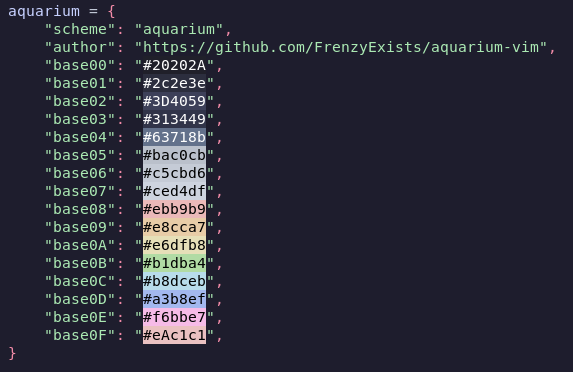 aquarium = {
    "scheme": "aquarium",
    "author": "https://github.com/FrenzyExists/aquarium-vim",
    "base00": "#20202A",
    "base01": "#2c2e3e",
    "base02": "#3D4059",
    "base03": "#313449",
    "base04": "#63718b",
    "base05": "#bac0cb",
    "base06": "#c5cbd6",
    "base07": "#ced4df",
    "base08": "#ebb9b9",
    "base09": "#e8cca7",
    "base0A": "#e6dfb8",
    "base0B": "#b1dba4",
    "base0C": "#b8dceb",
    "base0D": "#a3b8ef",
    "base0E": "#f6bbe7",
    "base0F": "#eAc1c1",
}